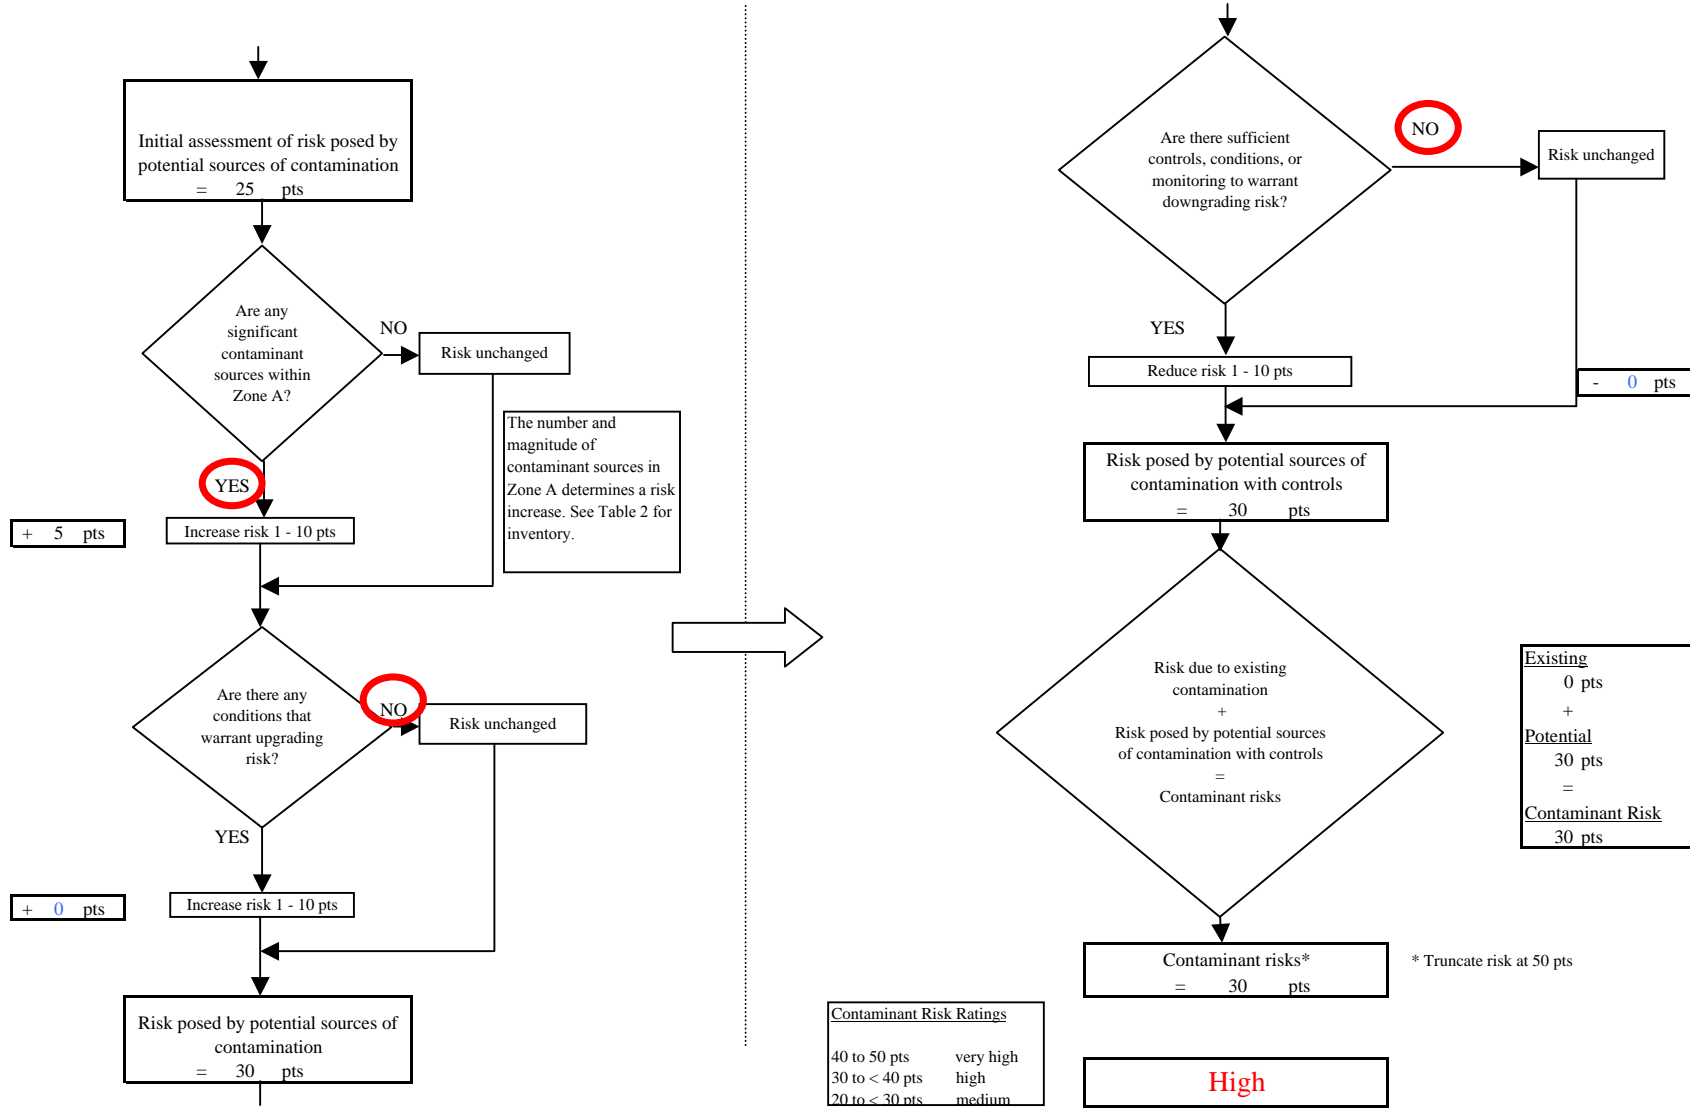 Initial assessment of risk posed by
potential sources of contamination
= 25 pts
Are any
significant
contaminant
sources within
Zone A?
NO
Risk unchanged
The number and
magnitude of
contaminant sources in
Zone A determines a risk
increase. See Table 2 for
inventory.
YES
+ 5 pts
Increase risk 1 - 10 pts
Are there any
conditions that
warrant upgrading
risk?
NO
Risk unchanged
YES
+ 0 pts
Increase risk 1 - 10 pts
Risk posed by potential sources of
contamination
= 30 pts
Are there sufficient
controls, conditions, or
monitoring to warrant
downgrading risk?
NO
Risk unchanged
YES
Reduce risk 1 - 10 pts
- 0 pts
Risk posed by potential sources of
contamination with controls
= 30 pts
Risk due to existing
contamination
+
Risk posed by potential sources
of contamination with controls
=
Contaminant risks
Existing
0 pts
+
Potential
30 pts
=
Contaminant Risk
30 pts
Contaminant risks*
= 30 pts
* Truncate risk at 50 pts
Contaminant Risk Ratings
40 to 50 pts very high
30 to < 40 pts high
20 to < 30 pts medium
High